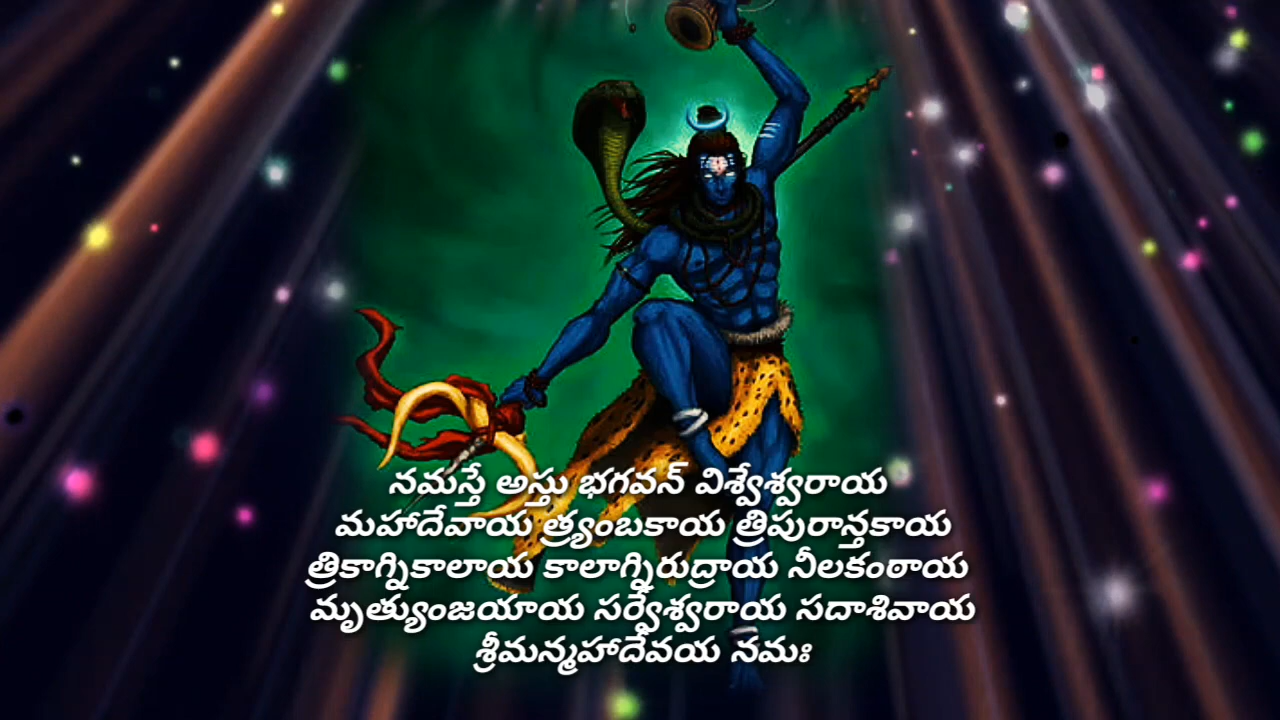 నమస్తే అస్తు భగవన్ విశ్వేశ్వరాయ
మహాదేవాయ త్ర్యంబకాయ త్రిపురాన్తకాయ
త్రికాగ్నికాలాయ కాలాగ్నిరుద్రాయ నీలకంఠాయ
మృత్యుంజయాయ సర్వేశ్వరాయ సదాశివాయ
శ్రీమన్మహాదేవయ నమః